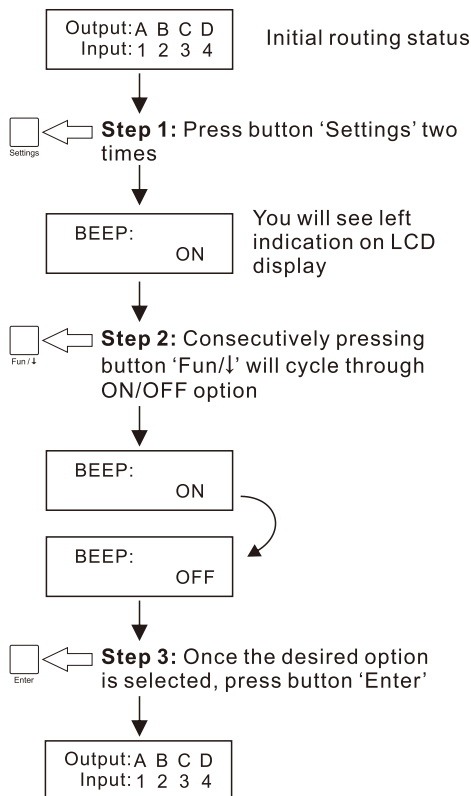 Output: A B C D
Input: 1 2 3 4
Initial routing status
Settings
Step 1: Press button ‘Settings’ two
times
BEEP:
ON
You will see left
indication on LCD
display
Fun/↓
Step 2: Consecutively pressing
button ‘Fun/↓’ will cycle through
ON/OFF option
BEEP:
ON
BEEP:
OFF
Enter
Step 3: Once the desired option
is selected, press button ‘Enter’
Output: A B C D
Input: 1 2 3 4